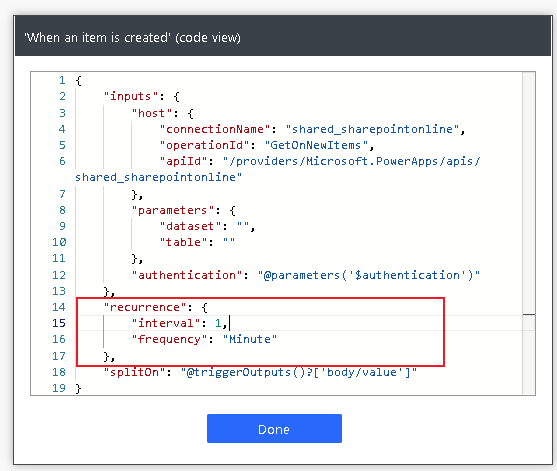 'When an item is created' (code view)
1 {
2 "inputs": {
3 "host": {
4 "connectionName": "shared_sharepointonline",
5 "operationId": "GetOnNewItems",
6 "apiId": "/providers/Microsoft.PowerApps/apis/
shared_sharepointonline"
7 },
8 "parameters": {
9 "dataset": "",
10 "table": ""
11 },
12 "authentication": "@parameters('$authentication')"
13 },
14 "recurrence": {
15 "interval": 1,
16 "frequency": "Minute"
17 },
18 "splitOn": "@triggerOutputs()?['body/value']"
19 }
Done